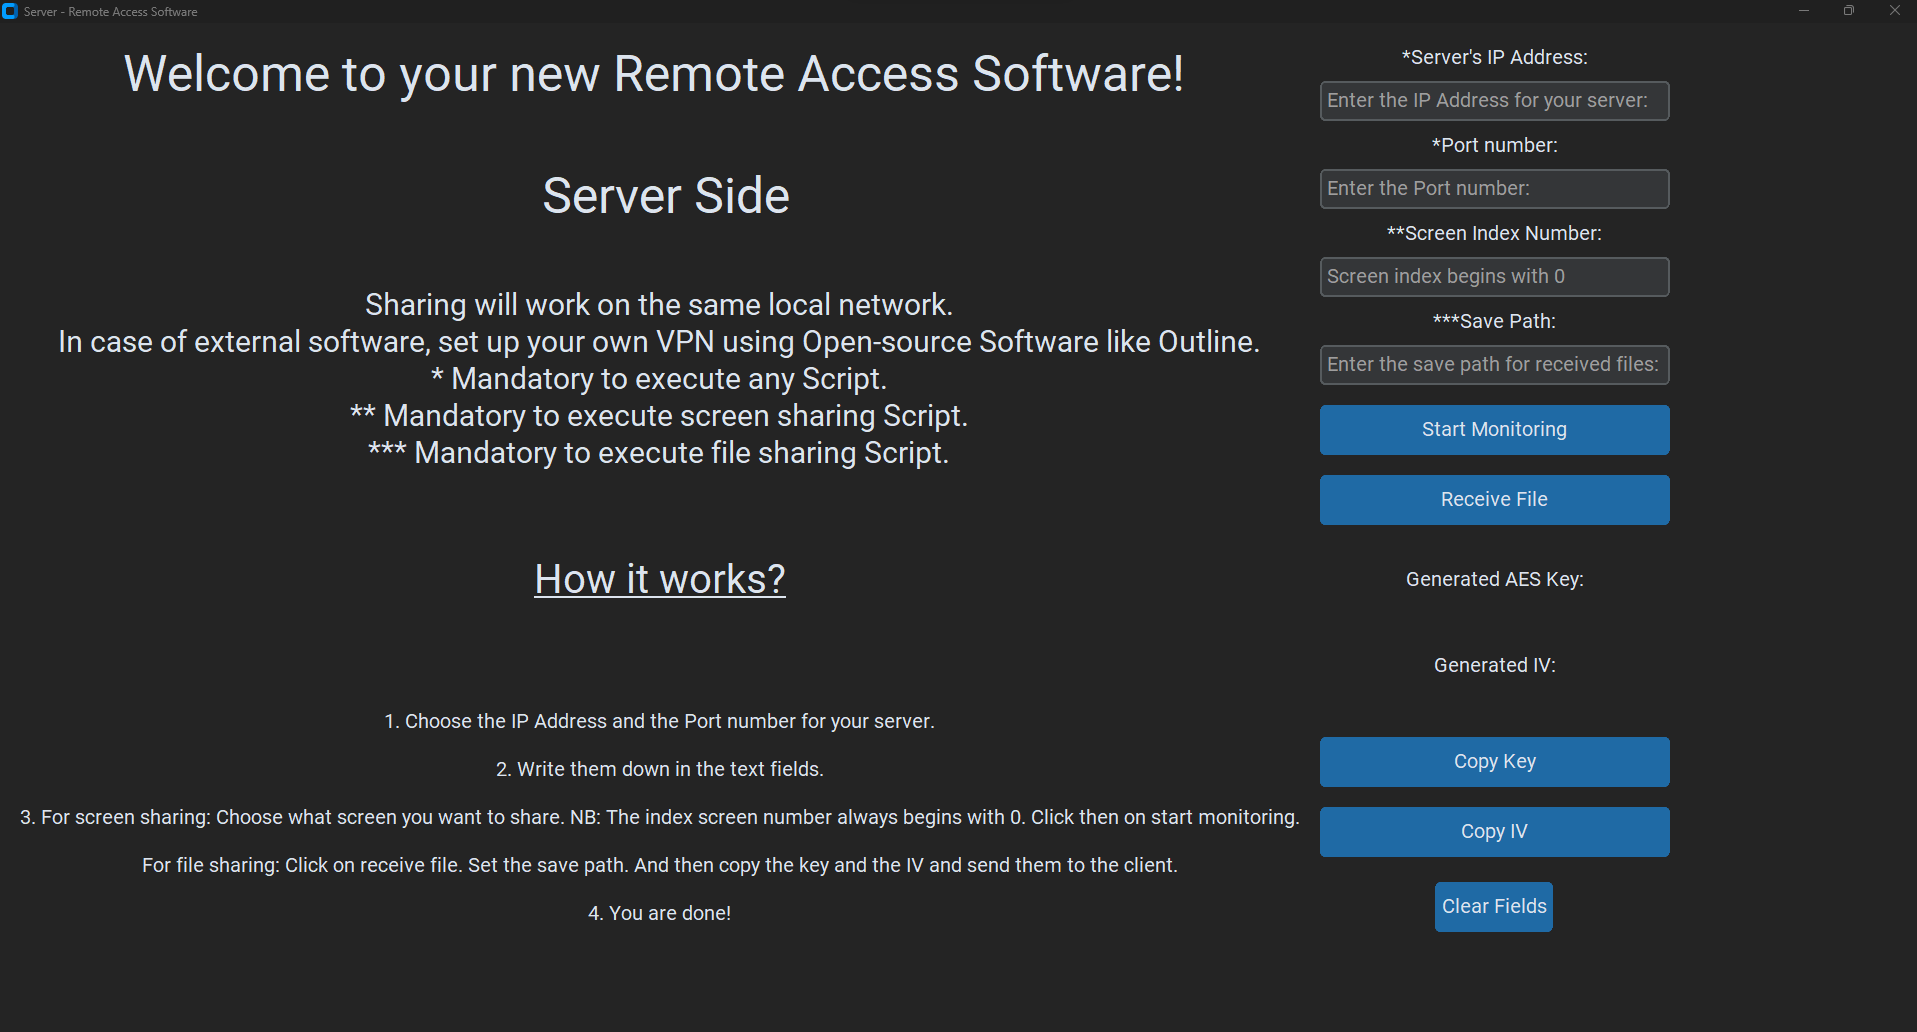 Server - Remote Access Software
Welcome to your new Remote Access Software!
Server Side
Sharing will work on the same local network.
In case of external software, set up your own VPN using Open-source Software like Outline.
* Mandatory to execute any Script.
** Mandatory to execute screen sharing Script.
*** Mandatory to execute file sharing Script.
How it works?
1. Choose the IP Address and the Port number for your server.
2. Write them down in the text fields.
3. For screen sharing: Choose what screen you want to share. NB: The index screen number always begins with 0. Click then on start monitoring.
For file sharing: Click on receive file. Set the save path. And then copy the key and the IV and send them to the client.
4. You are done!
*Server's IP Address:
Enter the IP Address for your server:
*Port number:
Enter the Port number:
**Screen Index Number:
Screen index begins with 0
***Save Path:
Enter the save path for received files:
Start Monitoring
Receive File
Generated AES Key:
Generated IV:
Copy Key
Copy IV
Clear Fields